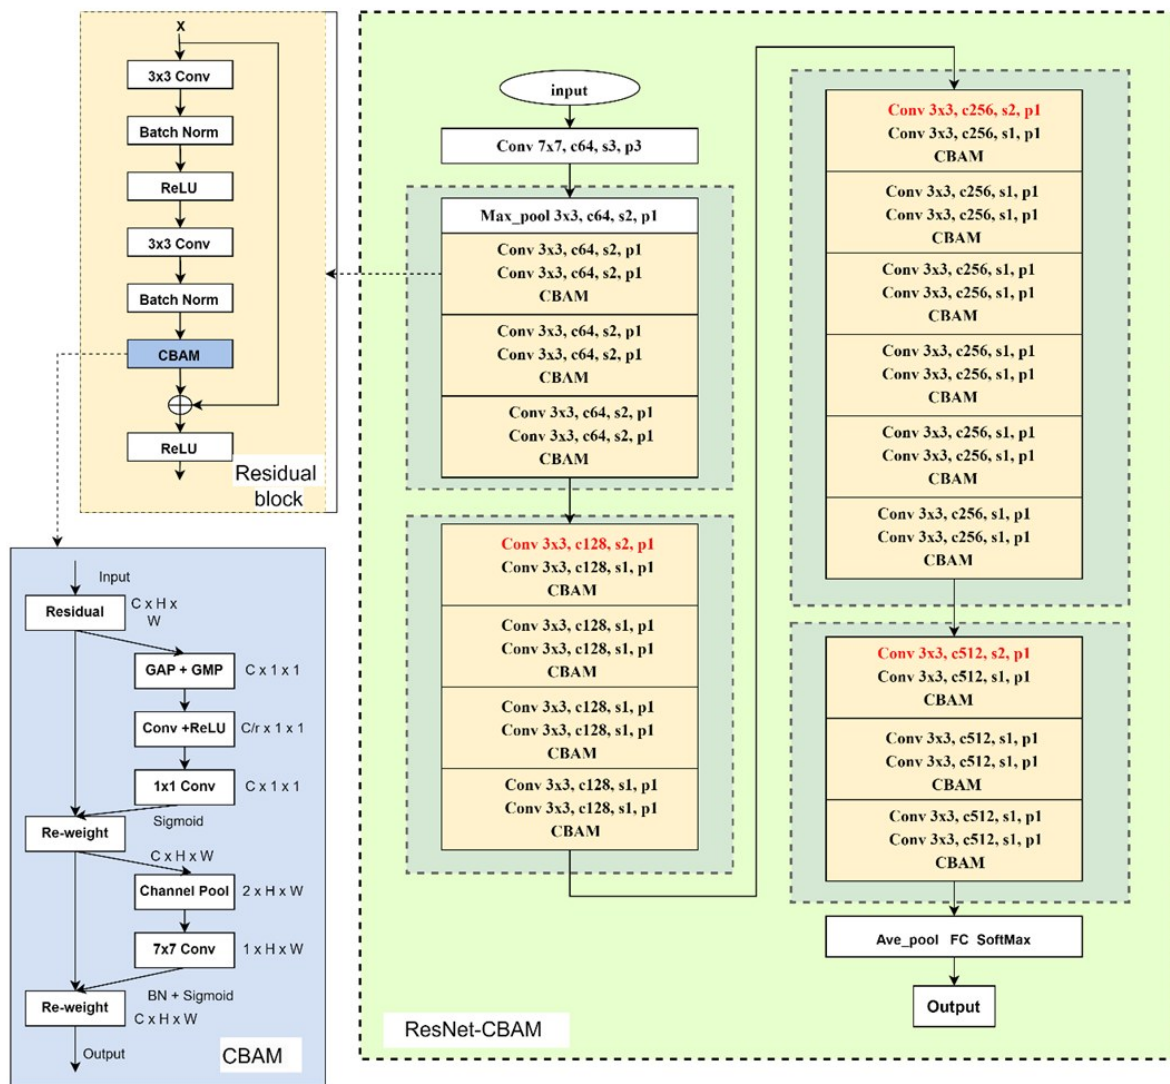 X
3x3 Conv
Batch Norm
ReLU
3x3 Conv
Batch Norm
CBAM
ReLU
Residual
block
Input
Residual
C x H x
W
GAP + GMP
C x 1 x 1
Conv +ReLU
C/r x 1 x 1
1x1 Conv
C x 1 x 1
Sigmoid
Re-weight
C x H x W
Channel Pool
2 x H x W
7x7 Conv
1 x H x W
BN + Sigmoid
Re-weight
C x H x W
Output
CBAM
input
Conv 7x7, c64, s3, p3
Max_pool 3x3, c64, s2, p1
Conv 3x3, c64, s2, p1
Conv 3x3, c64, s2, p1
CBAM
Conv 3x3, c64, s2, p1
Conv 3x3, c64, s2, p1
CBAM
Conv 3x3, c64, s2, p1
Conv 3x3, c64, s2, p1
CBAM
Conv 3x3, c128, s2, p1
Conv 3x3, c128, s1, p1
CBAM
Conv 3x3, c128, s1, p1
Conv 3x3, c128, s1, p1
CBAM
Conv 3x3, c128, s1, p1
Conv 3x3, c128, s1, p1
CBAM
Conv 3x3, c128, s1, p1
Conv 3x3, c128, s1, p1
CBAM
Conv 3x3, c256, s2, p1
Conv 3x3, c256, s1, p1
CBAM
Conv 3x3, c256, s1, p1
Conv 3x3, c256, s1, p1
CBAM
Conv 3x3, c256, s1, p1
Conv 3x3, c256, s1, p1
CBAM
Conv 3x3, c256, s1, p1
Conv 3x3, c256, s1, p1
CBAM
Conv 3x3, c256, s1, p1
Conv 3x3, c256, s1, p1
CBAM
Conv 3x3, c256, s1, p1
Conv 3x3, c256, s1, p1
CBAM
Conv 3x3, c512, s2, p1
Conv 3x3, c512, s1, p1
CBAM
Conv 3x3, c512, s1, p1
Conv 3x3, c512, s1, p1
CBAM
Conv 3x3, c512, s1, p1
Conv 3x3, c512, s1, p1
CBAM
Ave_pool FC SoftMax
Output
ResNet-CBAM